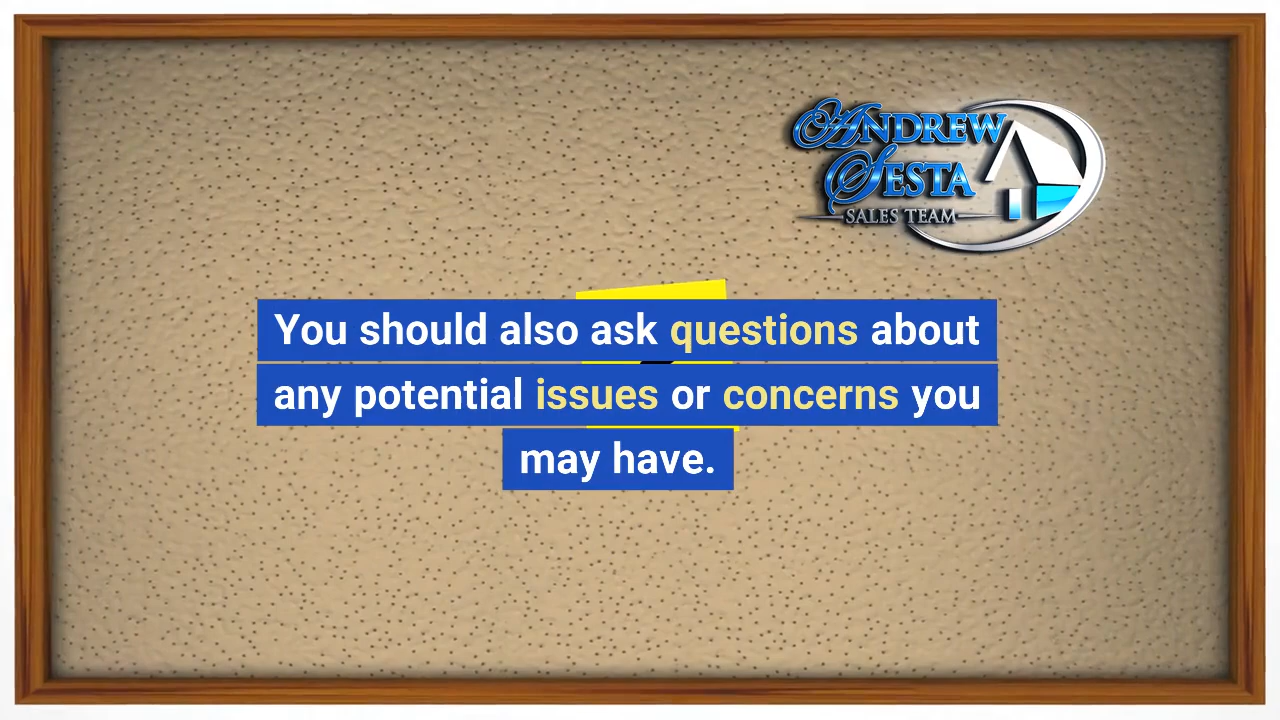 ANDREW
SESTA
SALES TEAM
You should also ask questions about
any potential issues or concerns you
may have.